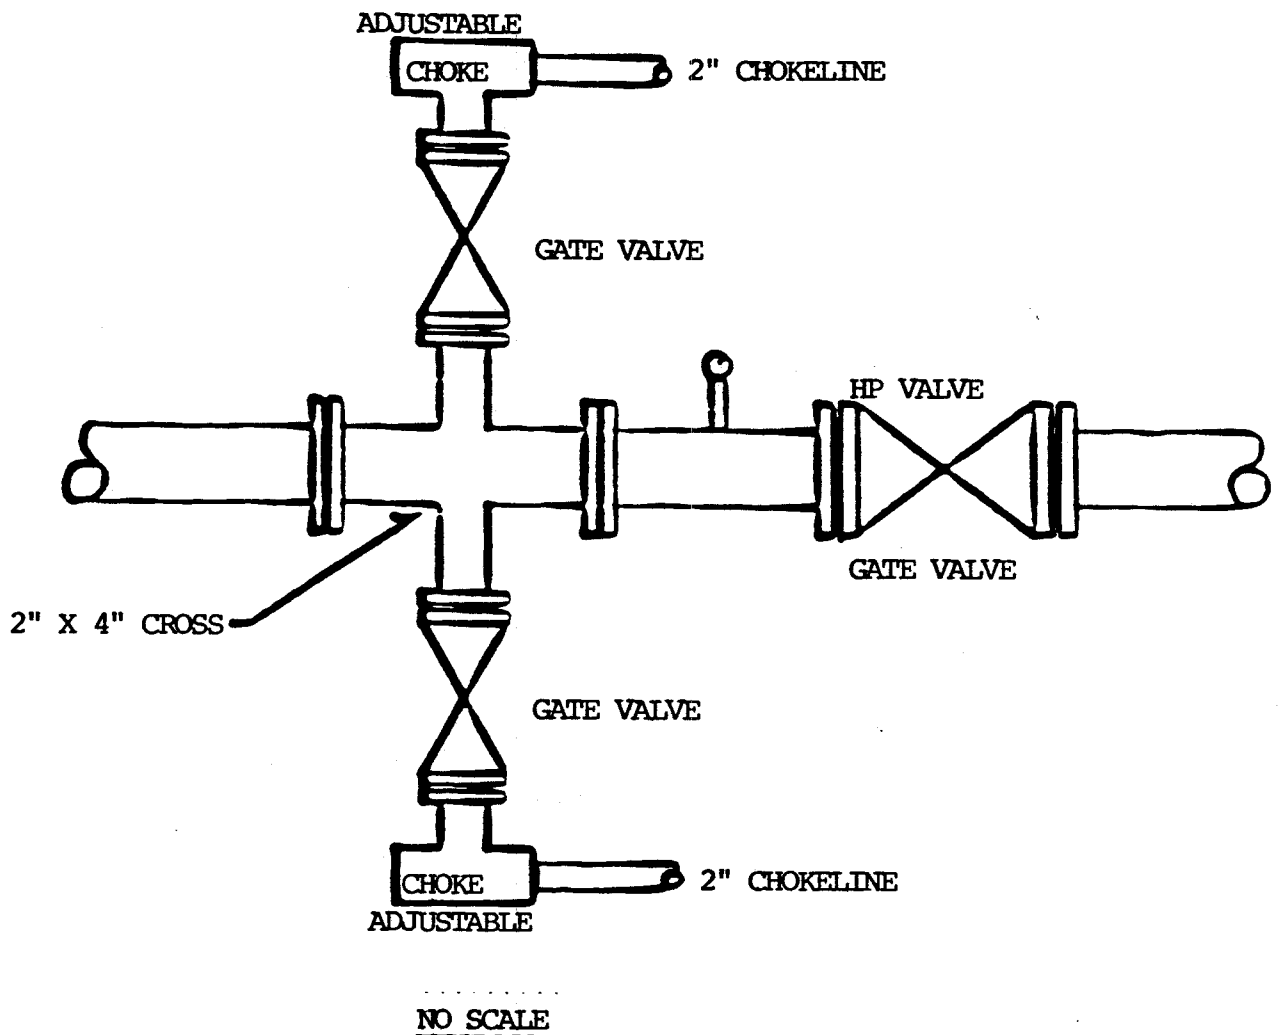 ADJUSTABLE
CHOKE
2" CHOKELINE
GATE VALVE
HP VALVE
GATE VALVE
2" X 4" CROSS
GATE VALVE
CHOKE
2" CHOKELINE
ADJUSTABLE
NO SCALE